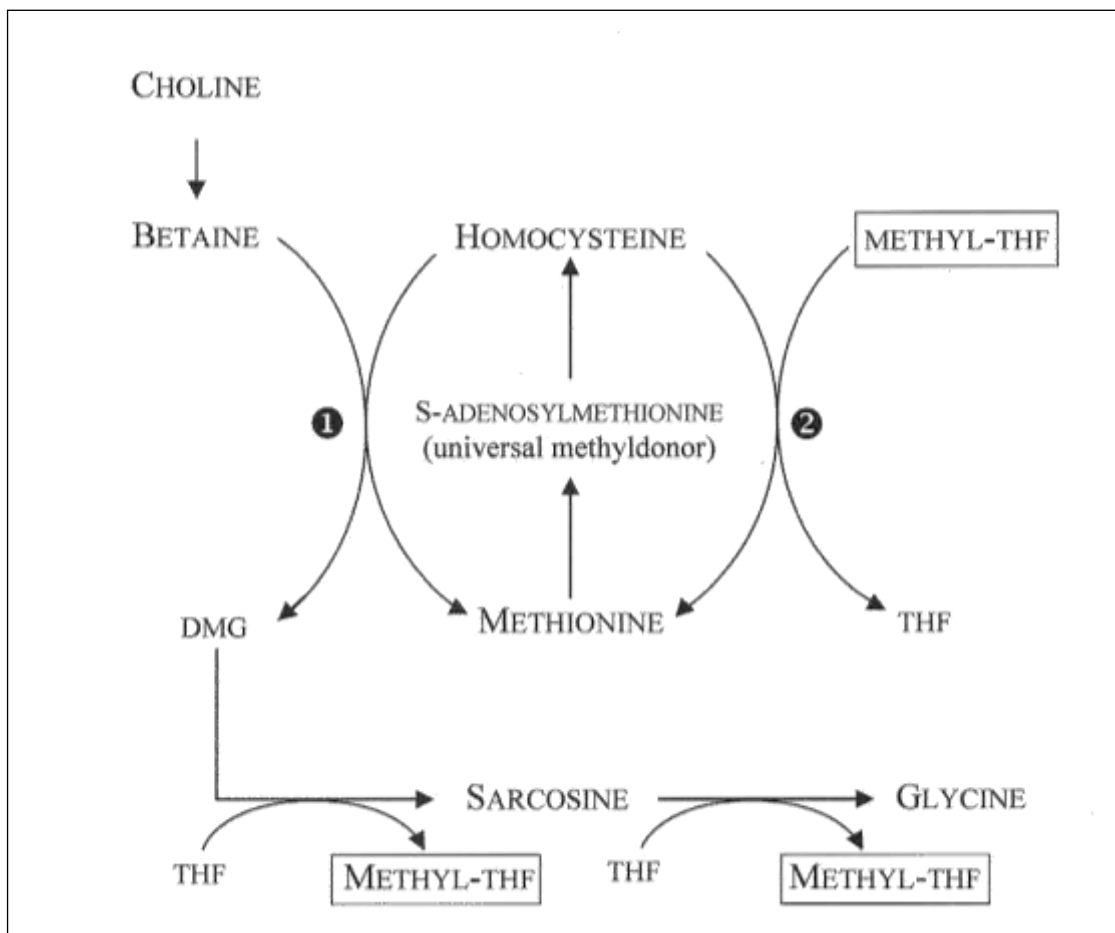 CHOLINE
BETAINE
HOMOCYSTEINE
METHYL-THF
1
S-ADENOSYLMETHIONINE
(universal methyldonor)
2
DMG
METHIONINE
THF
SARCOSINE
GLYCINE
THF
METHYL-THF
THF
METHYL-THF